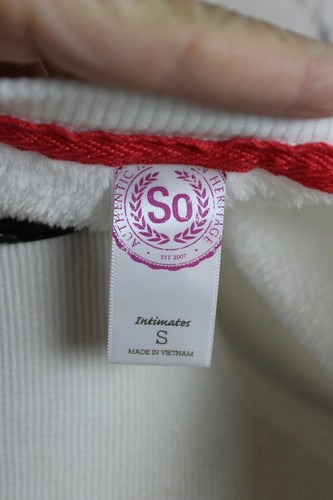 AUTHENTIC
HERITAGE
So
EST 2007
Intimates
S
MADE IN VIETNAM